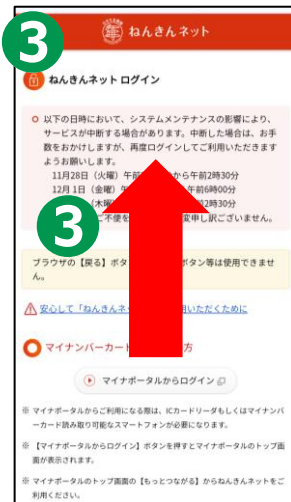 3
ねんきんネット
ねんきんネット ログイン
以下の日時において、システムメンテナンスの影響により、
サービスが中断する場合があります。中断した場合は、お手
数をおかけしますが、再度ログインしてご利用いただきます
ようお願いします。
11月28日（火曜）午前 から午前2時30分
12月1日（金曜）午 午前6時00分
3
（木曜 前2時30分
ご不便を 変申し訳ございません。
ブラウザの【戻る】ボタ ボタン等は使用できませ
ん。
安心して「ねんきんネッ 用いただくために
マイナンバーカート 方
マイナポータルからログイン
※ マイナポータルからご利用になる際は、ICカードリーダもしくはマイナンバ
ーカード読み取り可能なスマートフォンが必要になります。
※ 【マイナポータルからログイン】ボタンを押すとマイナポータルのトップ画
面が表示されます。
※ マイナポータルのトップ画面の【もっとつながる】からねんきんネットをご
利用ください。